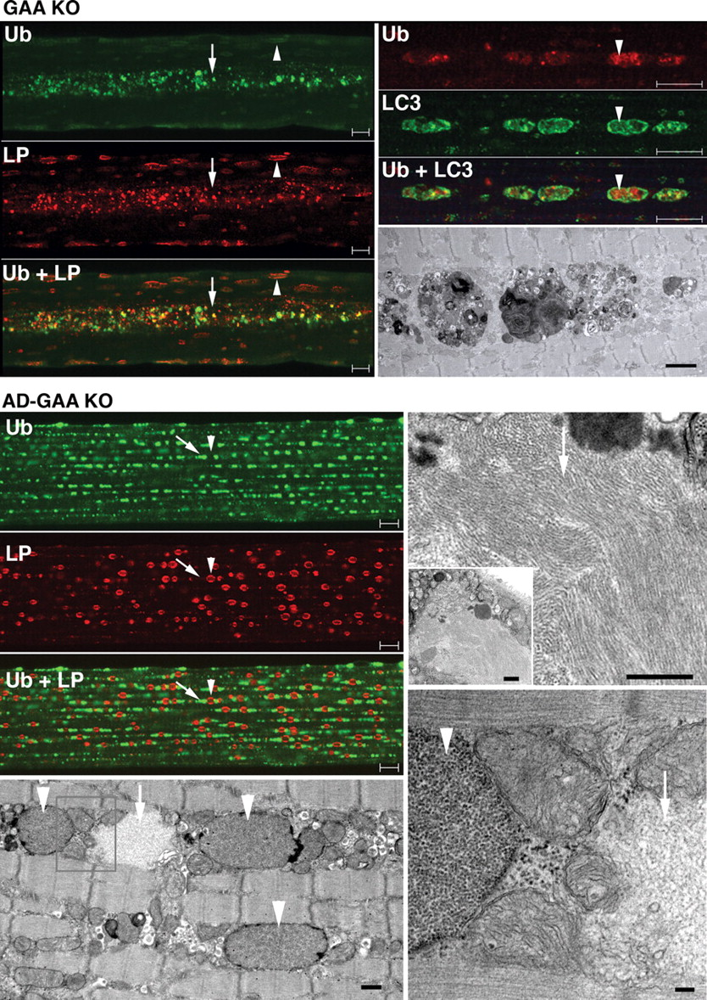 GAA KO
Ub
LP
Ub + LP
Ub
LC3
Ub + LC3
AD-GAA KO
Ub
LP
Ub + LP